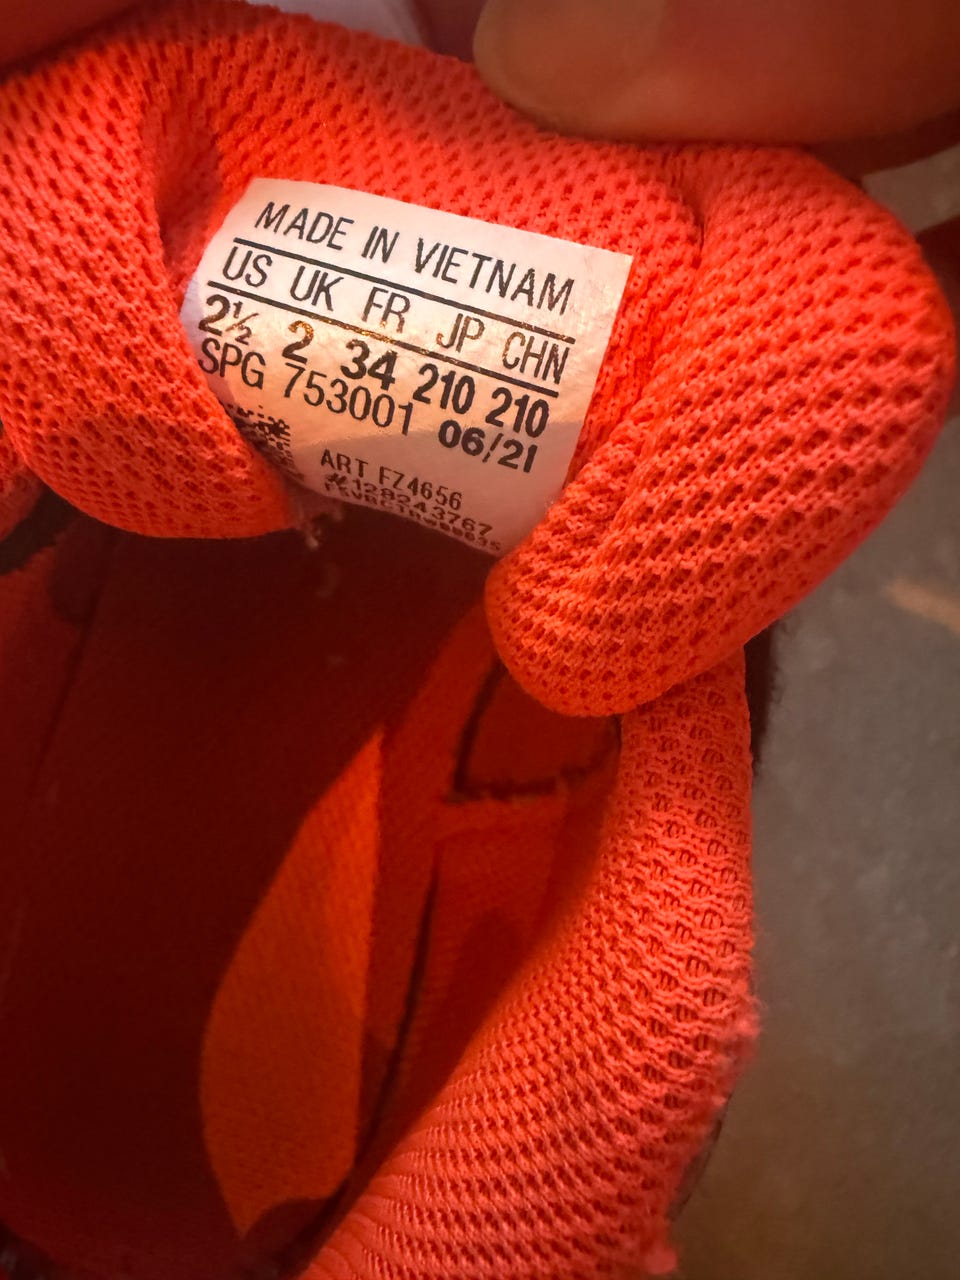 MADE IN VIETNAM
US UK FR JP CHN
2½ 2 34 210 210
SPG 753001 06/21
ART FZ4656
#128243767